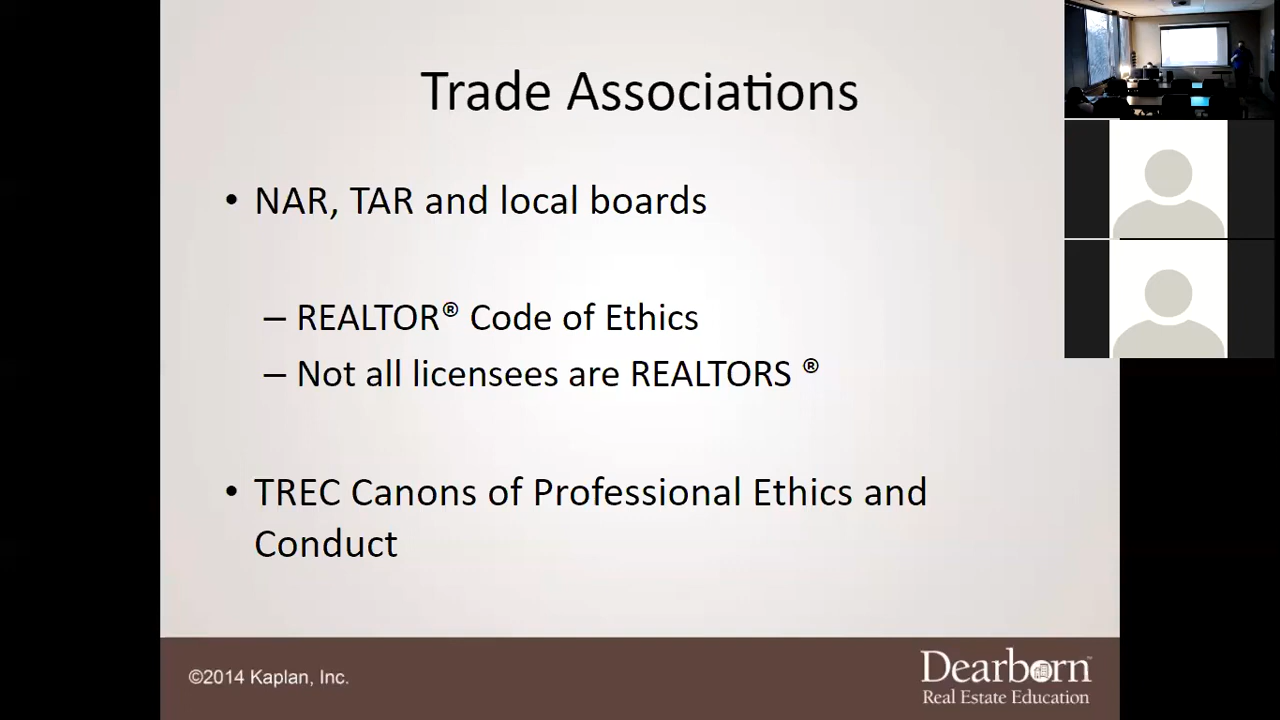 Trade Associations
• NAR, TAR and local boards
– REALTOR® Code of Ethics
– Not all licensees are REALTORS ®
• TREC Canons of Professional Ethics and
Conduct
©2014 Kaplan, Inc.
Dearborn™
Real Estate Education